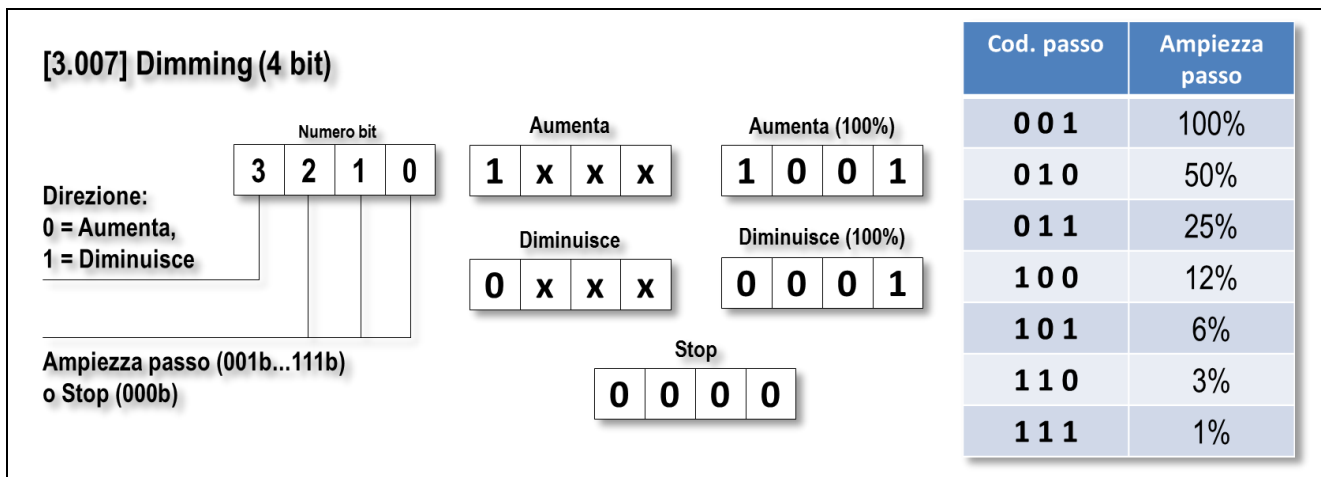 [3.007] Dimming (4 bit)
Numero bit
3 2 1 0
Direzione:
0 = Aumenta,
1 = Diminuisce
Ampiezza passo (001b...111b)
o Stop (000b)
Aumenta
1 x x x
Aumenta (100%)
1 0 0 1
Diminuisce
0 x x x
Diminuisce (100%)
0 0 0 1
Stop
0 0 0 0
Cod. passo Ampiezza
passo
0 0 1 100%
0 1 0 50%
0 1 1 25%
1 0 0 12%
1 0 1 6%
1 1 0 3%
1 1 1 1%